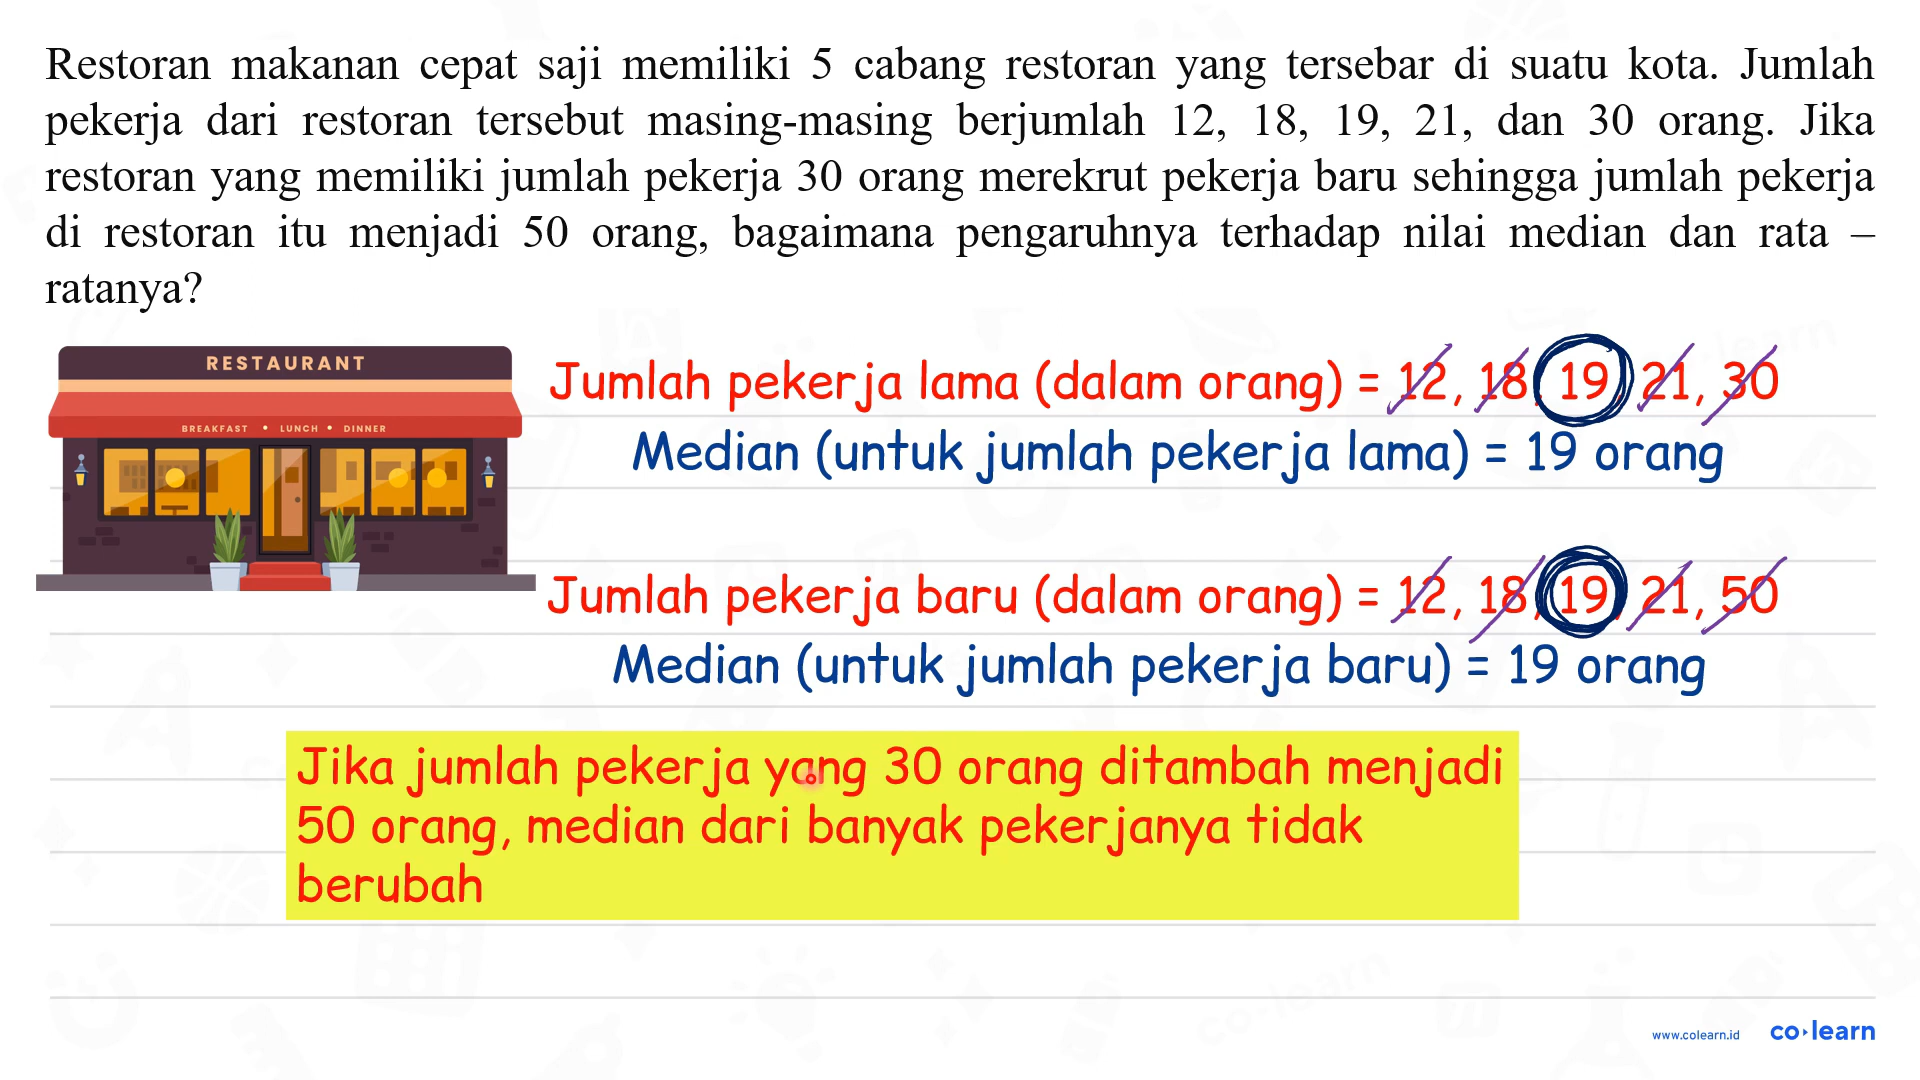 Restoran makanan cepat saji memiliki 5 cabang restoran yang tersebar di suatu kota. Jumlah
pekerja dari restoran tersebut masing-masing berjumlah 12, 18, 19, 21, dan 30 orang. Jika
restoran yang memiliki jumlah pekerja 30 orang merekrut pekerja baru sehingga jumlah pekerja
di restoran itu menjadi 50 orang, bagaimana pengaruhnya terhadap nilai median dan rata –
ratanya?
RESTAURANT
BREAKFAST • LUNCH • DINNER
Jumlah pekerja lama (dalam orang) = 12, 18, 19, 21, 30
Median (untuk jumlah pekerja lama) = 19 orang
Jumlah pekerja baru (dalam orang) = 12, 18, 19, 21, 50
Median (untuk jumlah pekerja baru) = 19 orang
Jika jumlah pekerja yang 30 orang ditambah menjadi
50 orang, median dari banyak pekerjanya tidak
berubah
www.colearn.id co·learn